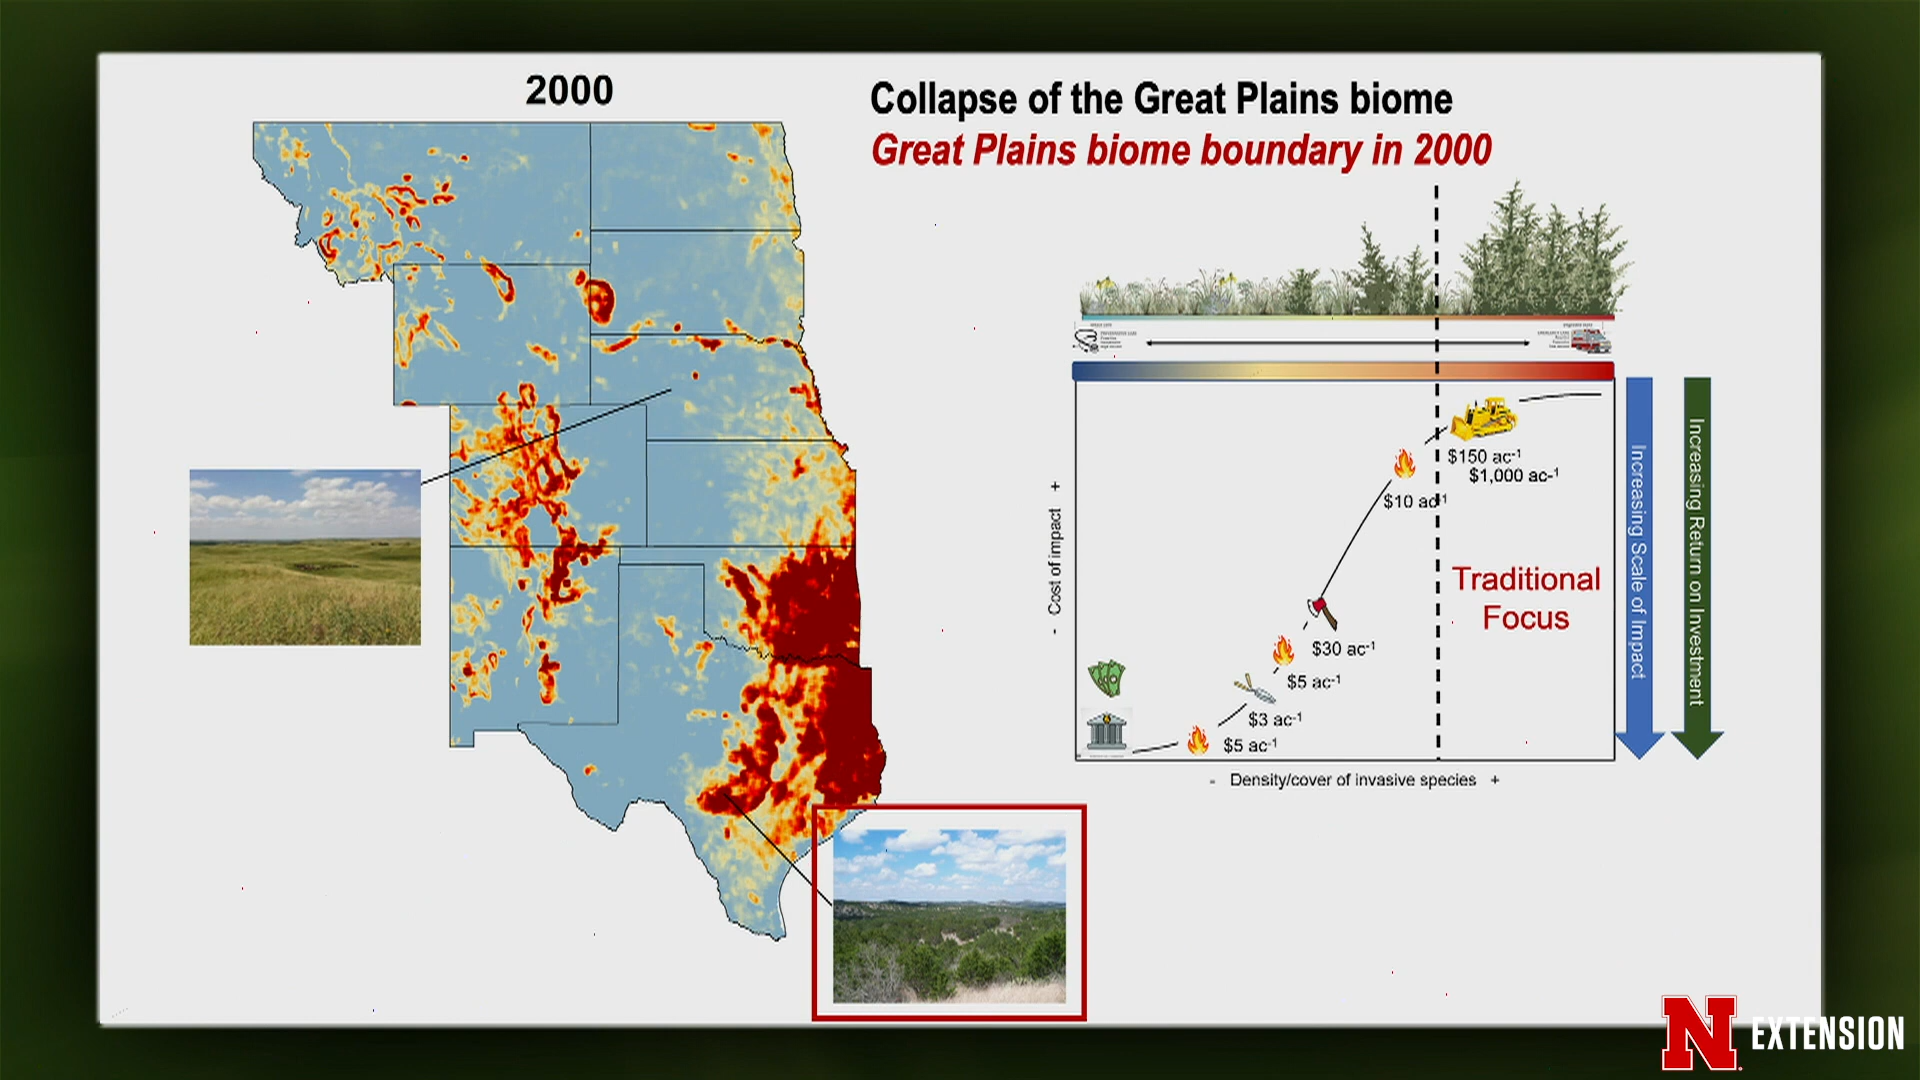 2000
Collapse of the Great Plains biome
Great Plains biome boundary in 2000
$150 ac-1
$1,000 ac-1
$10 ac-1
Traditional
Focus
$30 ac-1
$5 ac-1
$3 ac-1
$5 ac-1
- Cost of impact +
- Density/cover of invasive species +
Increasing Scale of Impact
Increasing Return on Investment
N EXTENSION